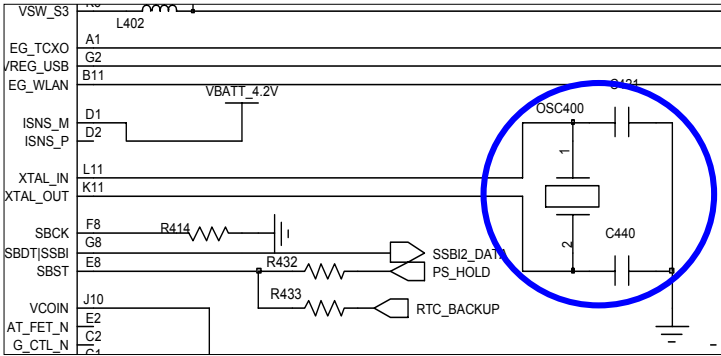 VSW_S3
L402
EG_TCXO A1
VREG_USB G2
EG_WLAN B11
VBATT_4.2V
OSC400
ISNS_M D1
ISNS_P D2
1
XTAL_IN L11
XTAL_OUT K11
SBCK F8 R414
2 C440
SBDT|SSBI G8 SSBI2_DATA
SBST E8 R432 PS_HOLD
R433 RTC_BACKUP
VCOIN J10
AT_FET_N E2
G_CTL_N C2